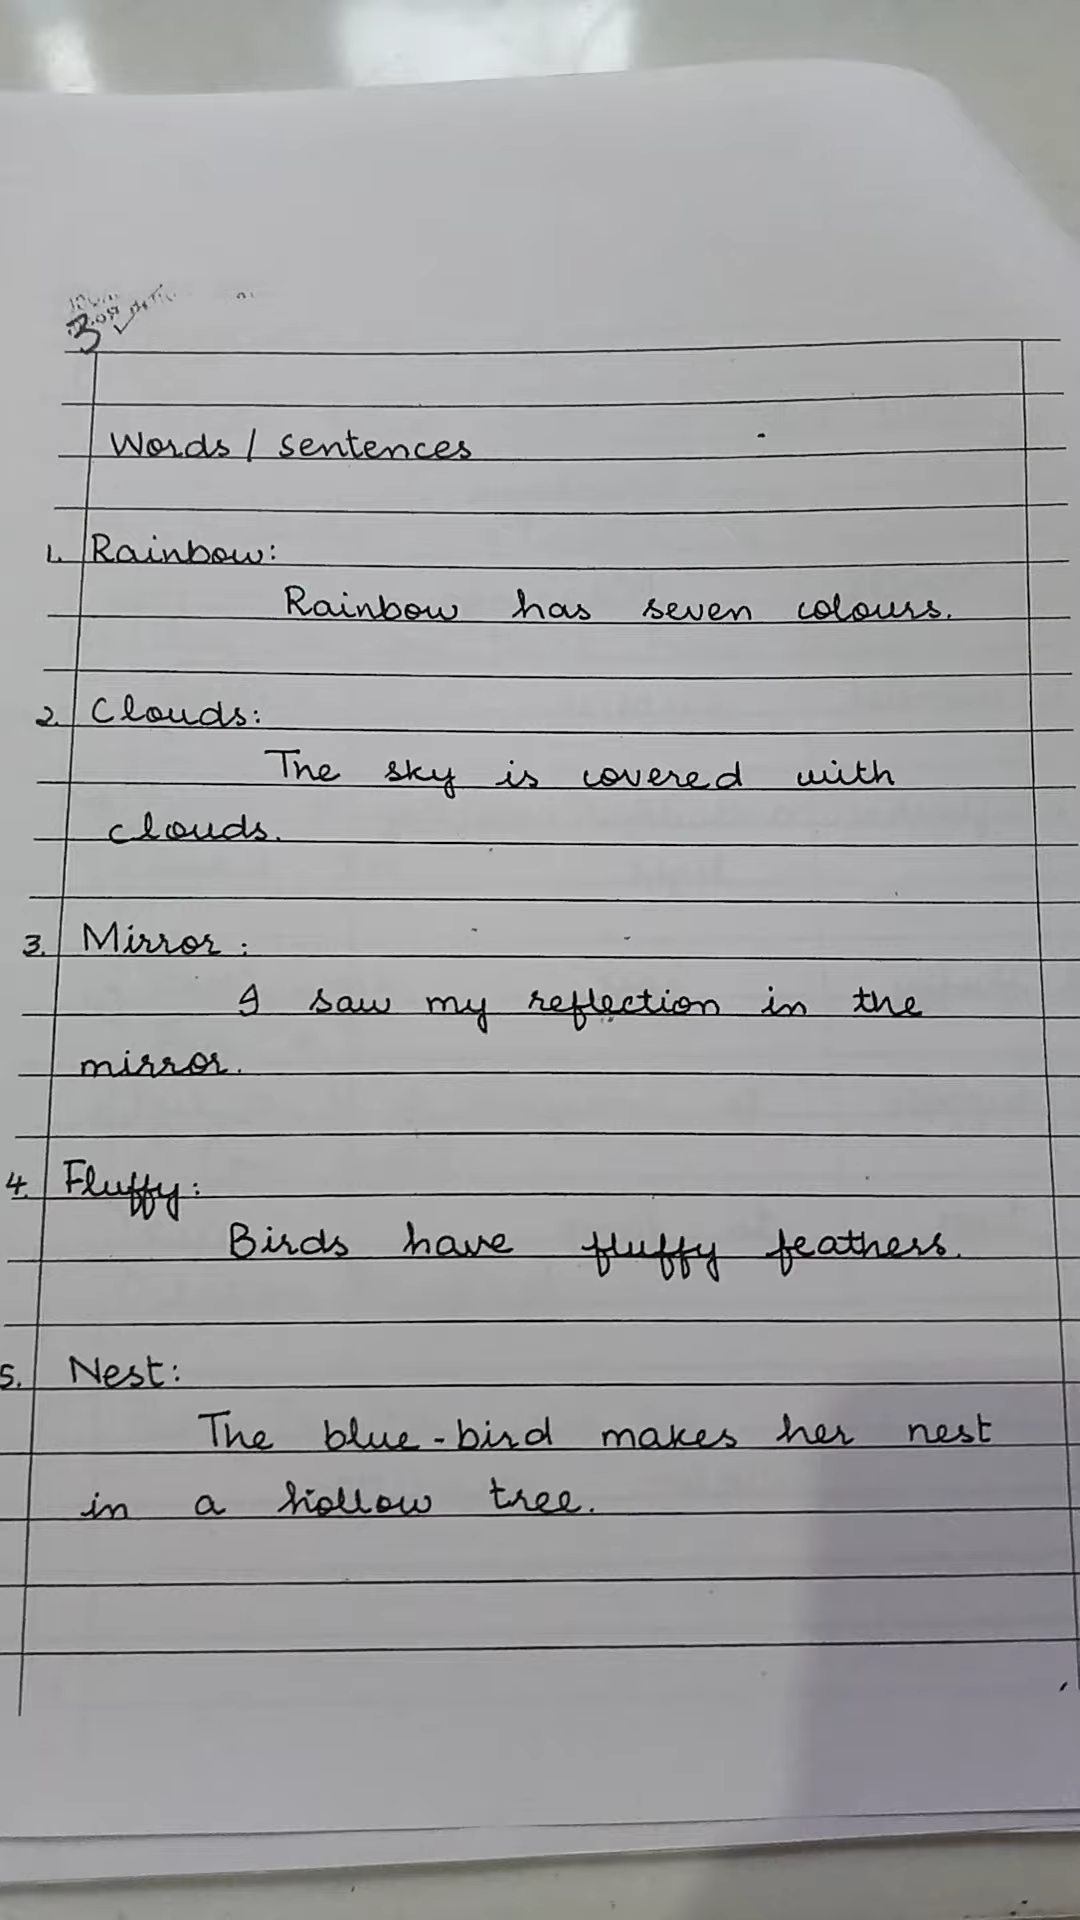 3
Words / Sentences
1. Rainbow:
Rainbow has seven colours.
2. Clouds:
The sky is covered with
clouds.
3. Mirror:
I saw my reflection in the
mirror.
4. Fluffy:
Birds have fluffy feathers.
5. Nest:
The blue-bird makes her nest
in a hollow tree.